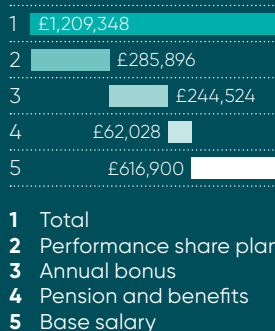 1 £1,209,348
2 £285,896
3 £244,524
4 £62,028
5 £616,900
1 Total
2 Performance share plan
3 Annual bonus
4 Pension and benefits
5 Base salary